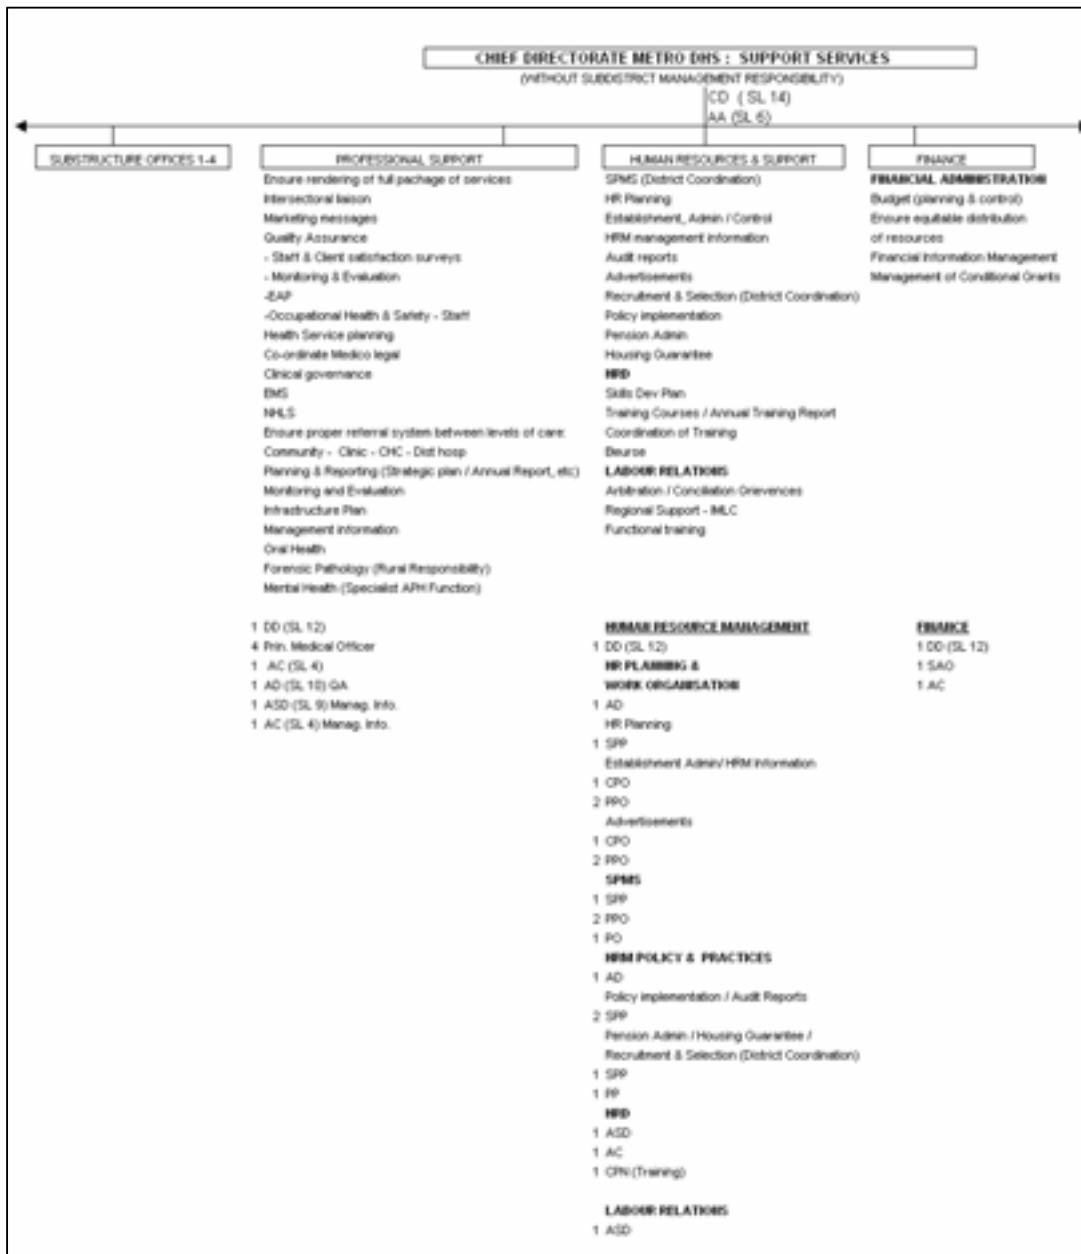 CHIEF DIRECTORATE METRO DHS : SUPPORT SERVICES
(WITHOUT SUBDISTRICT MANAGEMENT RESPONSIBILITY)
CD ( SL 14)
AA (SL 6)
SUBSTRUCTURE OFFICES 1-4
PROFESSIONAL SUPPORT
Ensure rendering of full pachage of services
Intersectoral liaison
Marketing messages
Quality Assurance
- Staff & Client satisfaction surveys
- Monitoring & Evaluation
-EAP
-Occupational Health & Safety - Staff
Health Service planning
Co-ordinate Medico legal
Clinical governance
EMS
NHLS
Ensure proper referral system between levels of care:
Community - Clinic - CHC - Dist hosp
Planning & Reporting (Strategic plan / Annual Report, etc)
Monitoring and Evaluation
Infrastructure Plan
Management information
Oral Health
Forensic Pathology (Rural Responsibility)
Mental Health (Specialist APH Function)
1 DD (SL 12)
4 Prin. Medical Officer
1 AC (SL 4)
1 AD (SL 10) QA
1 ASD (SL 9) Manag. Info.
1 AC (SL 4) Manag. Info.
HUMAN RESOURCES & SUPPORT
SPMS (District Coordination)
HR Planning
Establishment, Admin / Control
HRM management information
Audit reports
Advertisements
Recruitment & Selection (District Coordination)
Policy implementation
Pension Admin
Housing Guarantee
HRD
Skills Dev Plan
Training Courses / Annual Training Report
Coordination of Training
Beurse
LABOUR RELATIONS
Arbitration / Conciliation Grievences
Regional Support - IMLC
Functional training
HUMAN RESOURCE MANAGEMENT
1 DD (SL 12)
HR PLANNING &
WORK ORGANISATION
1 AD
HR Planning
1 SPP
Establishment Admin/ HRM Information
1 CPO
2 PPO
Advertisements
1 CPO
2 PPO
SPMS
1 SPP
2 PPO
1 PO
HRM POLICY & PRACTICES
1 AD
Policy implementation / Audit Reports
2 SPP
Pension Admin / Housing Guarantee /
Recruitment & Selection (District Coordination)
1 SPP
1 PP
HRD
1 ASD
1 AC
1 CPN (Training)
LABOUR RELATIONS
1 ASD
FINANCE
FINANCIAL ADMINISTRATION
Budget (planning & control)
Ensure equitable distribution
of resources
Financial Information Management
Management of Conditional Grants
FINANCE
1 DD (SL 12)
1 SAO
1 AC